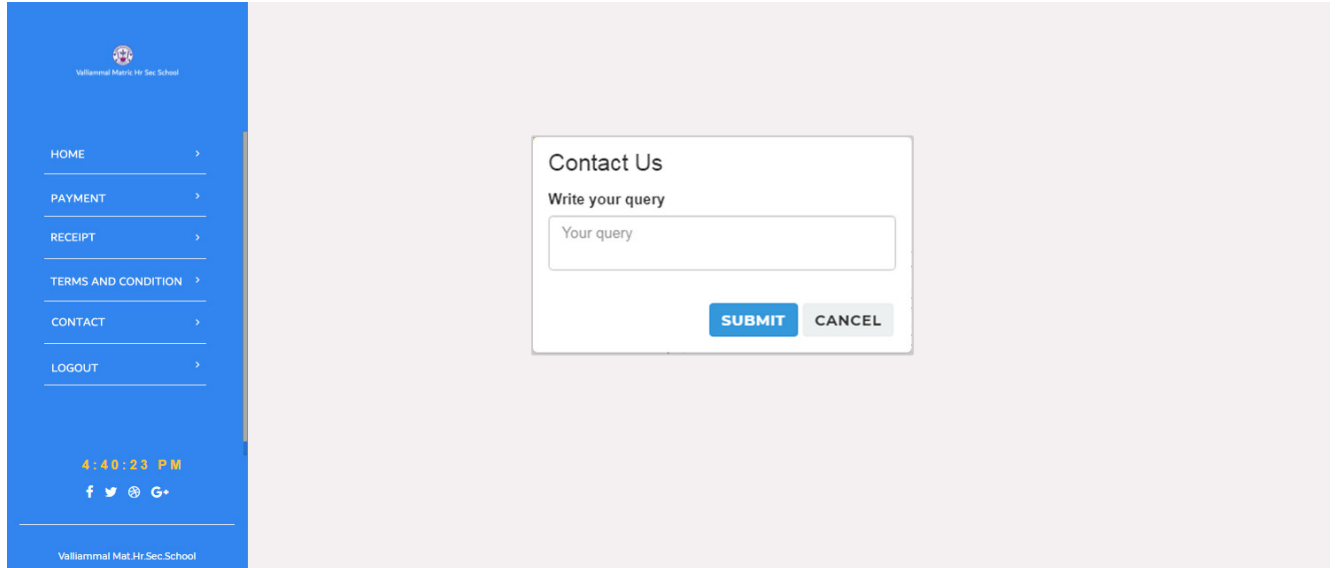 Valliammal Matric Hr Sec School
HOME
PAYMENT
RECEIPT
TERMS AND CONDITION
CONTACT
LOGOUT
4:40:23 PM
Valliammal Mat.Hr.Sec.School
Contact Us
Write your query
Your query
SUBMIT CANCEL